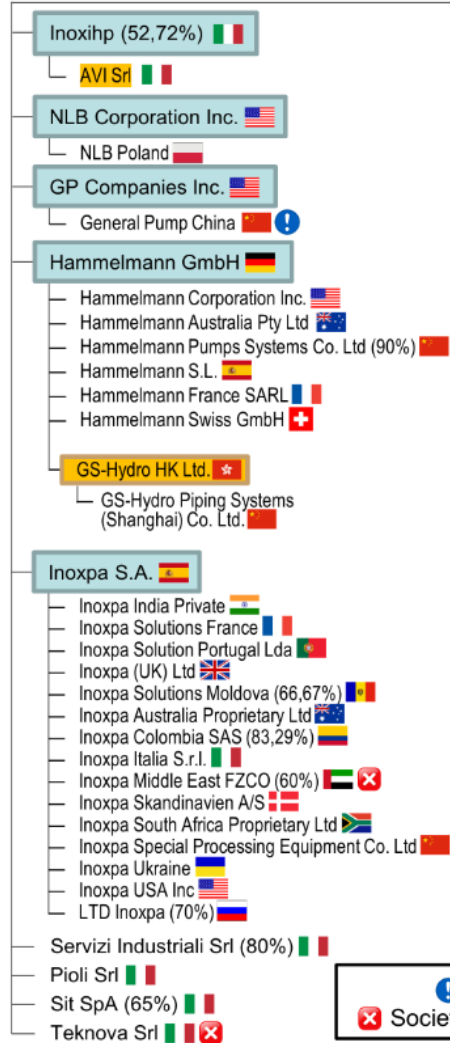 Inoxihp (52,72%)
AVI Srl
NLB Corporation Inc.
NLB Poland
GP Companies Inc.
General Pump China
Hammelmann GmbH
Hammelmann Corporation Inc.
Hammelmann Australia Pty Ltd
Hammelmann Pumps Systems Co. Ltd (90%)
Hammelmann S.L.
Hammelmann France SARL
Hammelmann Swiss GmbH
GS-Hydro HK Ltd.
GS-Hydro Piping Systems
(Shanghai) Co. Ltd.
Inoxpa S.A.
Inoxpa India Private
Inoxpa Solutions France
Inoxpa Solution Portugal Lda
Inoxpa (UK) Ltd
Inoxpa Solutions Moldova (66,67%)
Inoxpa Australia Proprietary Ltd
Inoxpa Colombia SAS (83,29%)
Inoxpa Italia S.r.l.
Inoxpa Middle East FZCO (60%)
Inoxpa Skandinavien A/S
Inoxpa South Africa Proprietary Ltd
Inoxpa Special Processing Equipment Co. Ltd
Inoxpa Ukraine
Inoxpa USA Inc
LTD Inoxpa (70%)
Servizi Industriali Srl (80%)
Pioli Srl
Sit SpA (65%)
Teknova Srl